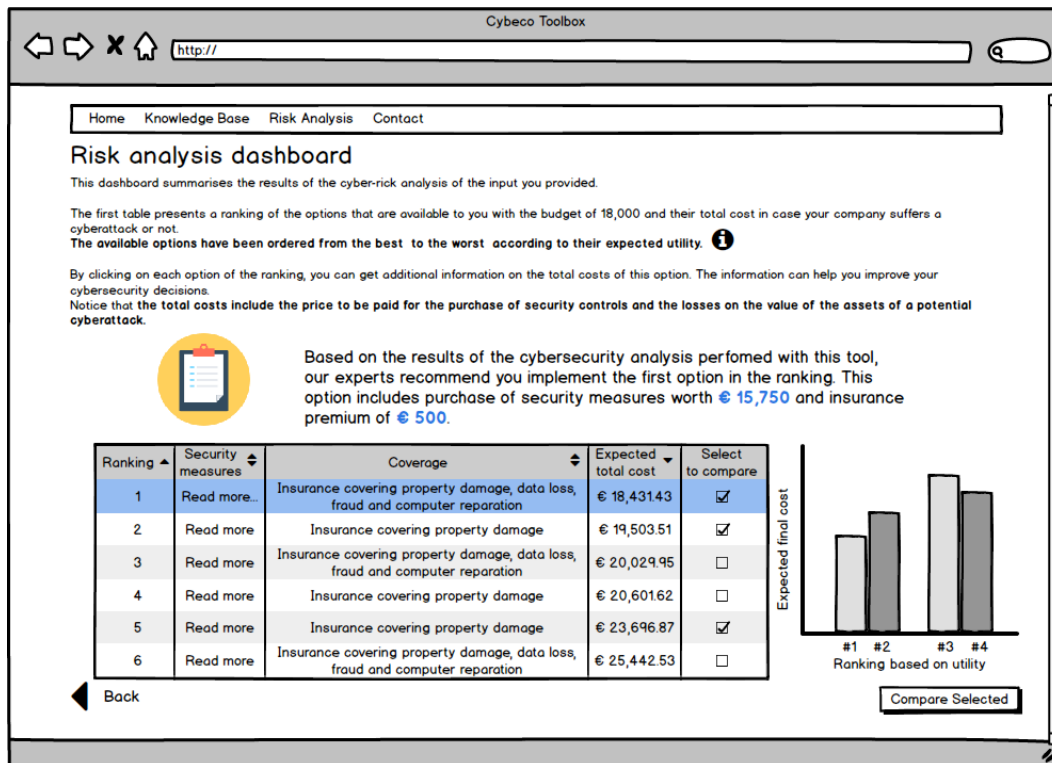 Cybeco Toolbox
http://
Home Knowledge Base Risk Analysis Contact
Risk analysis dashboard
This dashboard summarises the results of the cyber-rick analysis of the input you provided.
The first table presents a ranking of the options that are available to you with the budget of 18,000 and their total cost in case your company suffers a
cyberattack or not.
The available options have been ordered from the best to the worst according to their expected utility.
By clicking on each option of the ranking, you can get additional information on the total costs of this option. The information can help you improve your
cybersecurity decisions.
Notice that the total costs include the price to be paid for the purchase of security controls and the losses on the value of the assets of a potential
cyberattack.
Based on the results of the cybersecurity analysis perfomed with this tool,
our experts recommend you implement the first option in the ranking. This
option includes purchase of security measures worth € 15,750 and insurance
premium of € 500.
Ranking Security measures Coverage Expected total cost Select to compare
1 Read more... Insurance covering property damage, data loss, fraud and computer reparation € 18,431.43
2 Read more Insurance covering property damage € 19,503.51
3 Read more Insurance covering property damage, data loss, fraud and computer reparation € 20,029.95
4 Read more Insurance covering property damage € 20,601.62
5 Read more Insurance covering property damage € 23,696.87
6 Read more Insurance covering property damage, data loss, fraud and computer reparation € 25,442.53
Expected final cost
#1 #2 #3 #4
Ranking based on utility
Back
Compare Selected